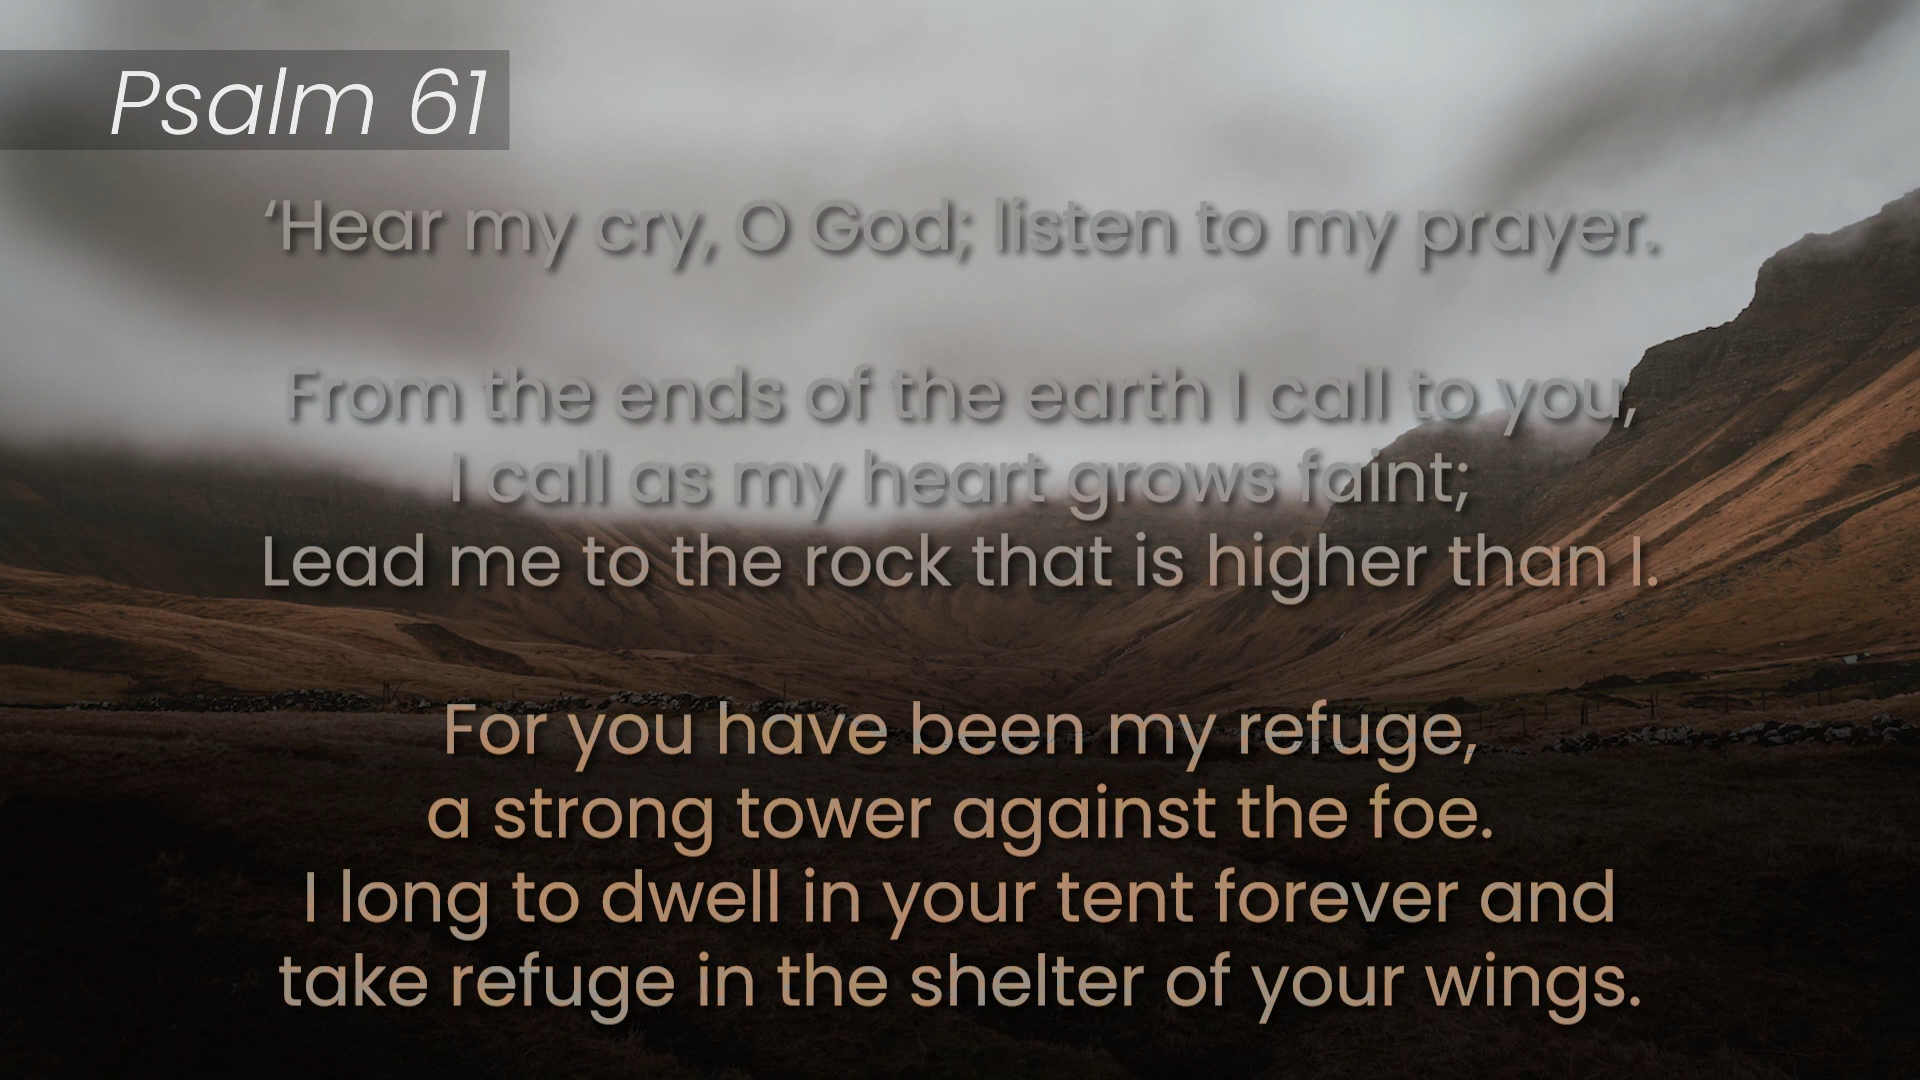 Psalm 61
‘Hear my cry, O God; listen to my prayer.
From the ends of the earth I call to you,
I call as my heart grows faint;
Lead me to the rock that is higher than I.
For you have been my refuge,
a strong tower against the foe.
I long to dwell in your tent forever and
take refuge in the shelter of your wings.